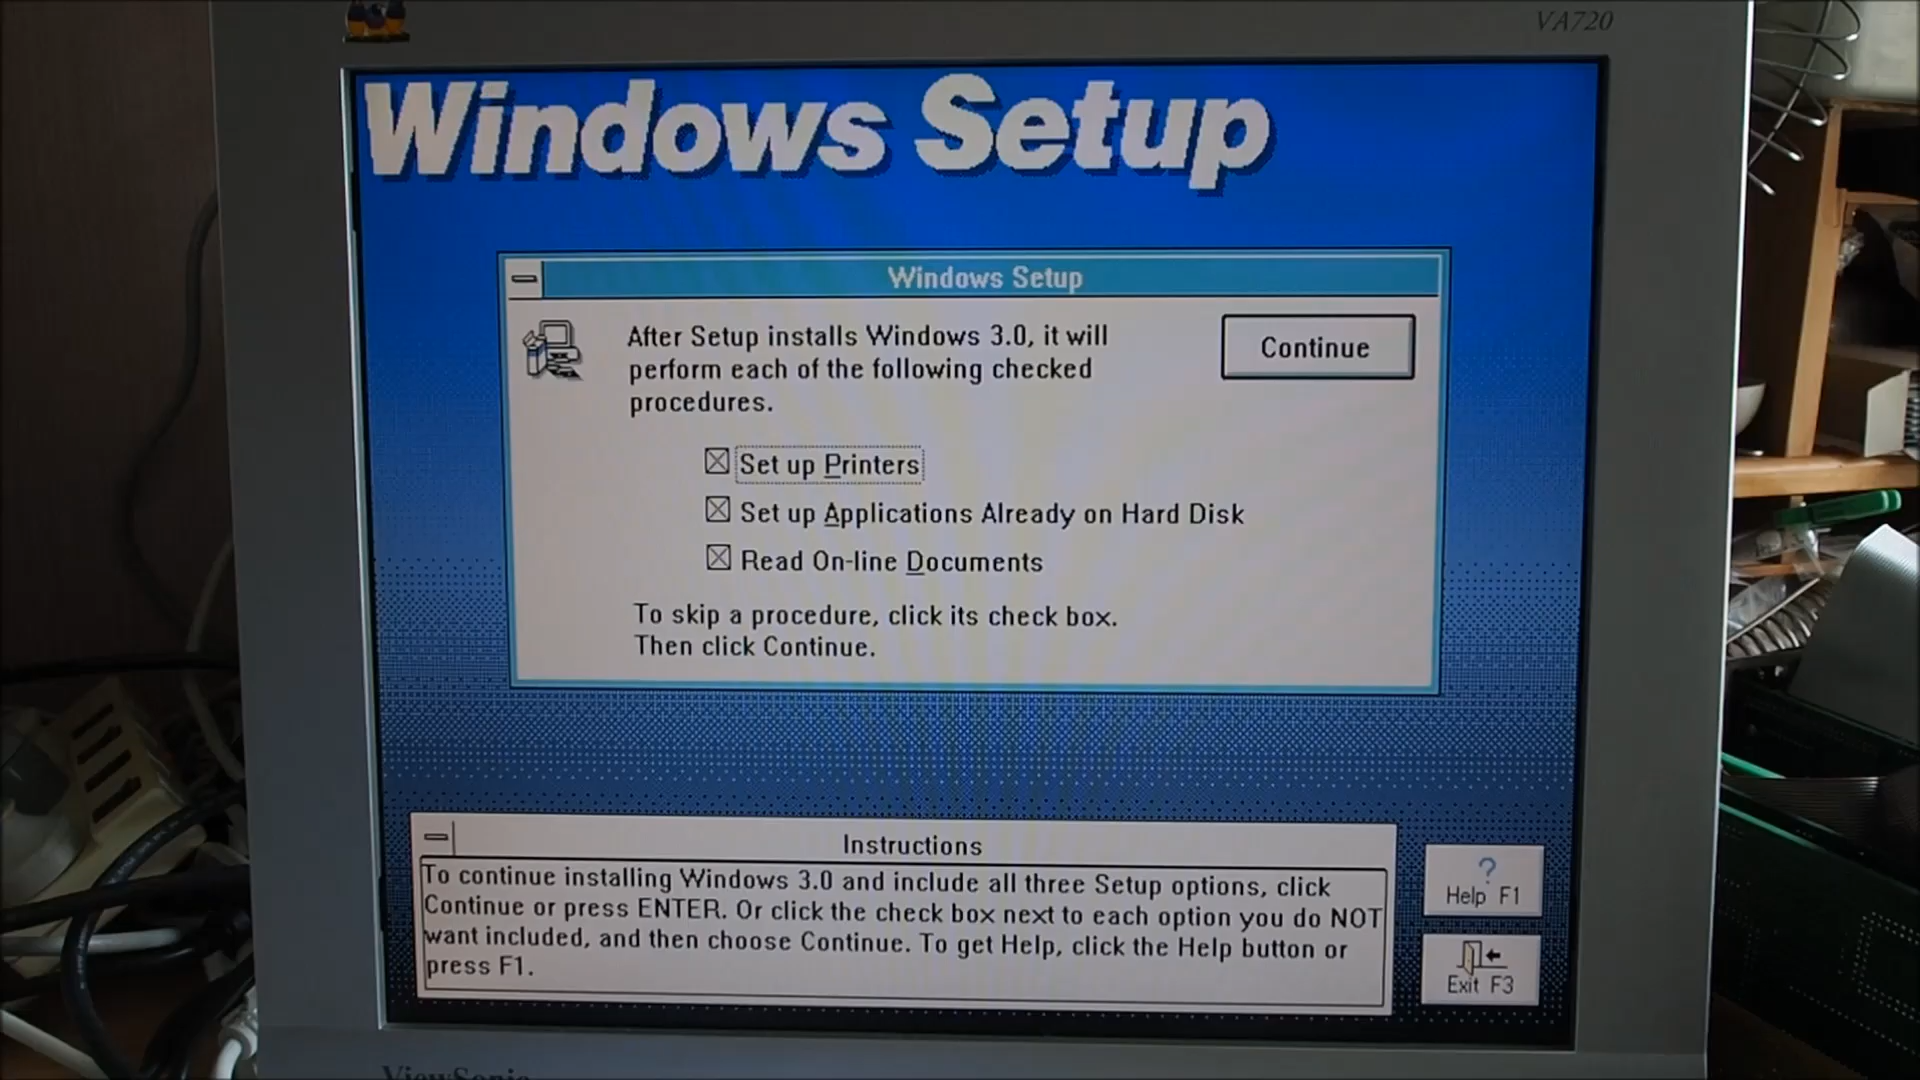 VA720
Windows Setup
Windows Setup
After Setup installs Windows 3.0, it will
perform each of the following checked
procedures.
Continue
Set up Printers
Set up Applications Already on Hard Disk
Read On-line Documents
To skip a procedure, click its check box.
Then click Continue.
Instructions
To continue installing Windows 3.0 and include all three Setup options, click
Continue or press ENTER. Or click the check box next to each option you do NOT
want included, and then choose Continue. To get Help, click the Help button or
press F1.
?
Help F1
Exit F3
ViewSonic